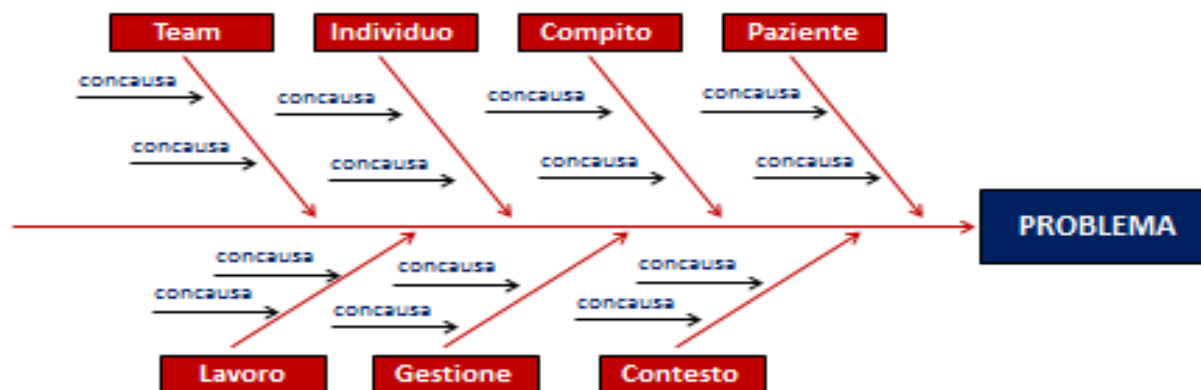 Team
Individuo
Compito
Paziente
concausa
concausa
concausa
concausa
concausa
concausa
concausa
concausa
PROBLEMA
concausa
concausa
concausa
concausa
concausa
concausa
Lavoro
Gestione
Contesto